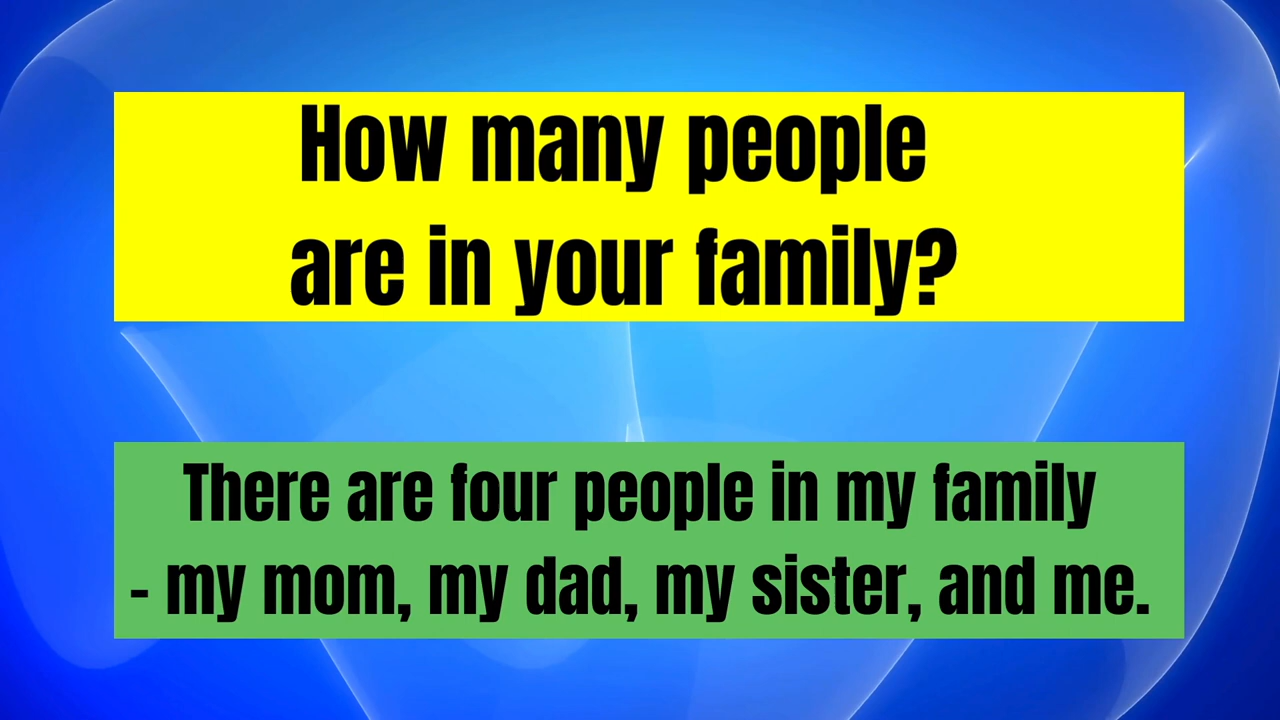 How many people
are in your family?
There are four people in my family
- my mom, my dad, my sister, and me.